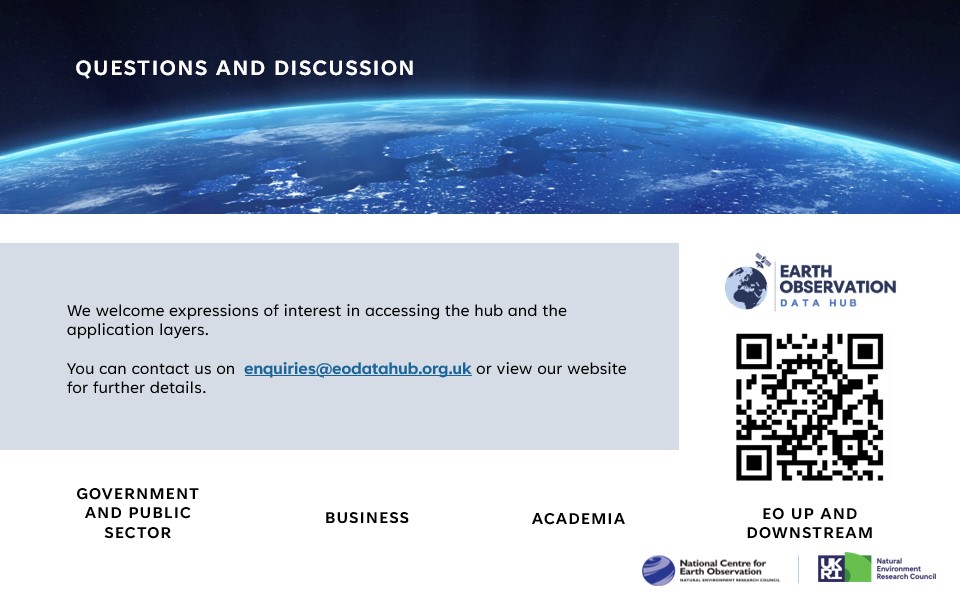 QUESTIONS AND DISCUSSION
We welcome expressions of interest in accessing the hub and the
application layers.
You can contact us on enquiries@eodatahub.org.uk or view our website
for further details.
EARTH
OBSERVATION
DATA HUB
GOVERNMENT
AND PUBLIC
SECTOR
BUSINESS
ACADEMIA
EO UP AND
DOWNSTREAM
National Centre for
Earth Observation
NATURAL ENVIRONMENT RESEARCH COUNCIL
UK
RI
Natural
Environment
Research Council